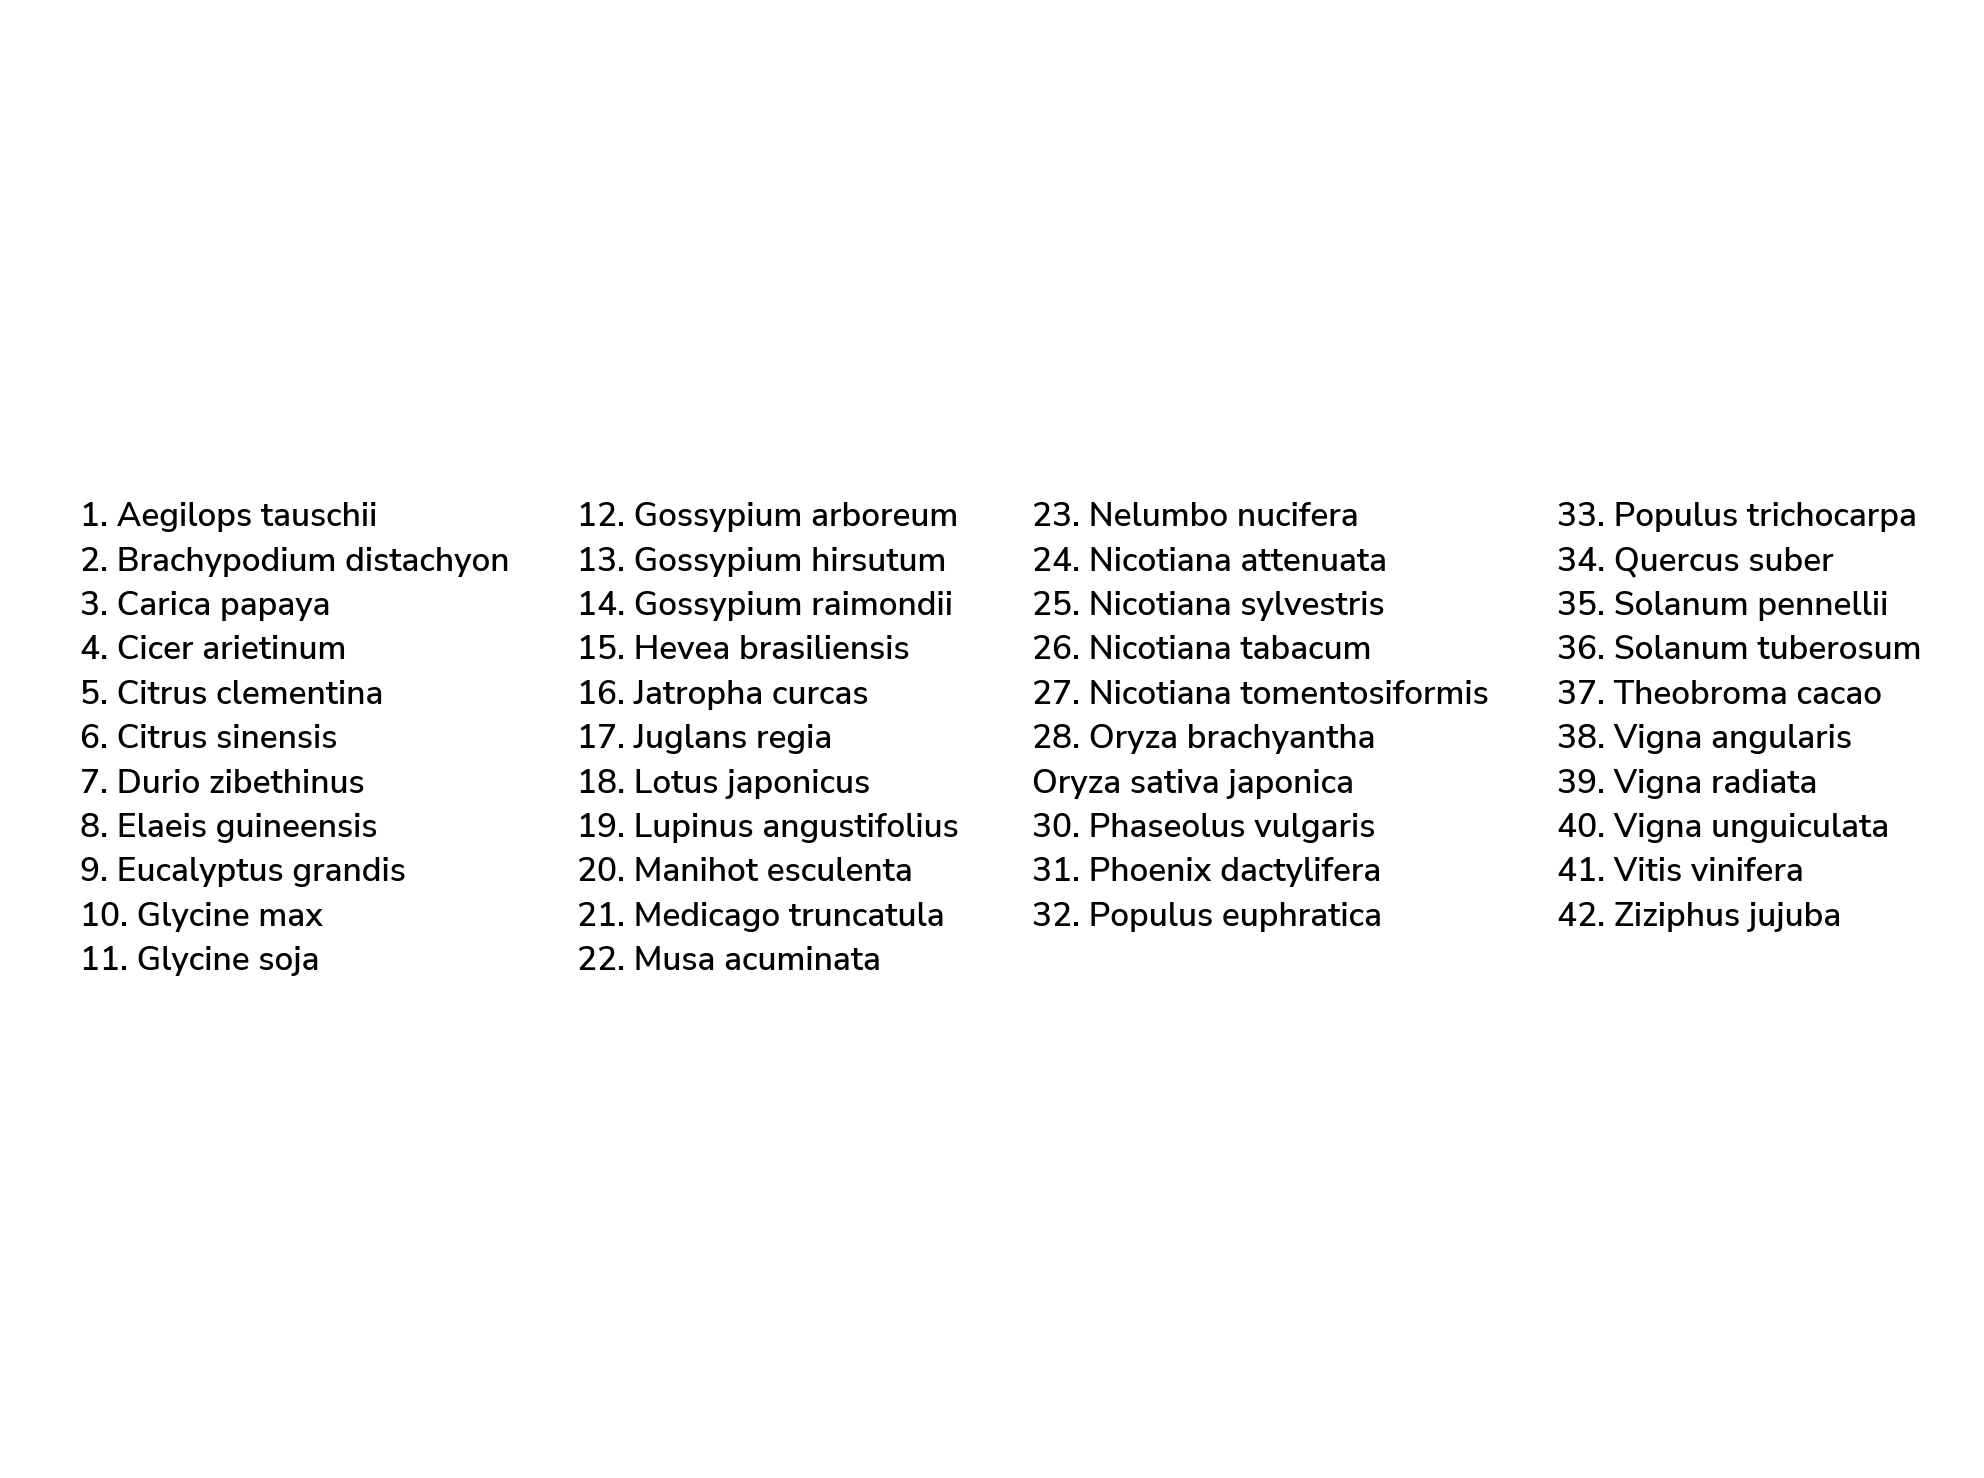 1. Aegilops tauschii
2. Brachypodium distachyon
3. Carica papaya
4. Cicer arietinum
5. Citrus clementina
6. Citrus sinensis
7. Durio zibethinus
8. Elaeis guineensis
9. Eucalyptus grandis
10. Glycine max
11. Glycine soja
12. Gossypium arboreum
13. Gossypium hirsutum
14. Gossypium raimondii
15. Hevea brasiliensis
16. Jatropha curcas
17. Juglans regia
18. Lotus japonicus
19. Lupinus angustifolius
20. Manihot esculenta
21. Medicago truncatula
22. Musa acuminata
23. Nelumbo nucifera
24. Nicotiana attenuata
25. Nicotiana sylvestris
26. Nicotiana tabacum
27. Nicotiana tomentosiformis
28. Oryza brachyantha
Oryza sativa japonica
30. Phaseolus vulgaris
31. Phoenix dactylifera
32. Populus euphratica
33. Populus trichocarpa
34. Quercus suber
35. Solanum pennellii
36. Solanum tuberosum
37. Theobroma cacao
38. Vigna angularis
39. Vigna radiata
40. Vigna unguiculata
41. Vitis vinifera
42. Ziziphus jujuba